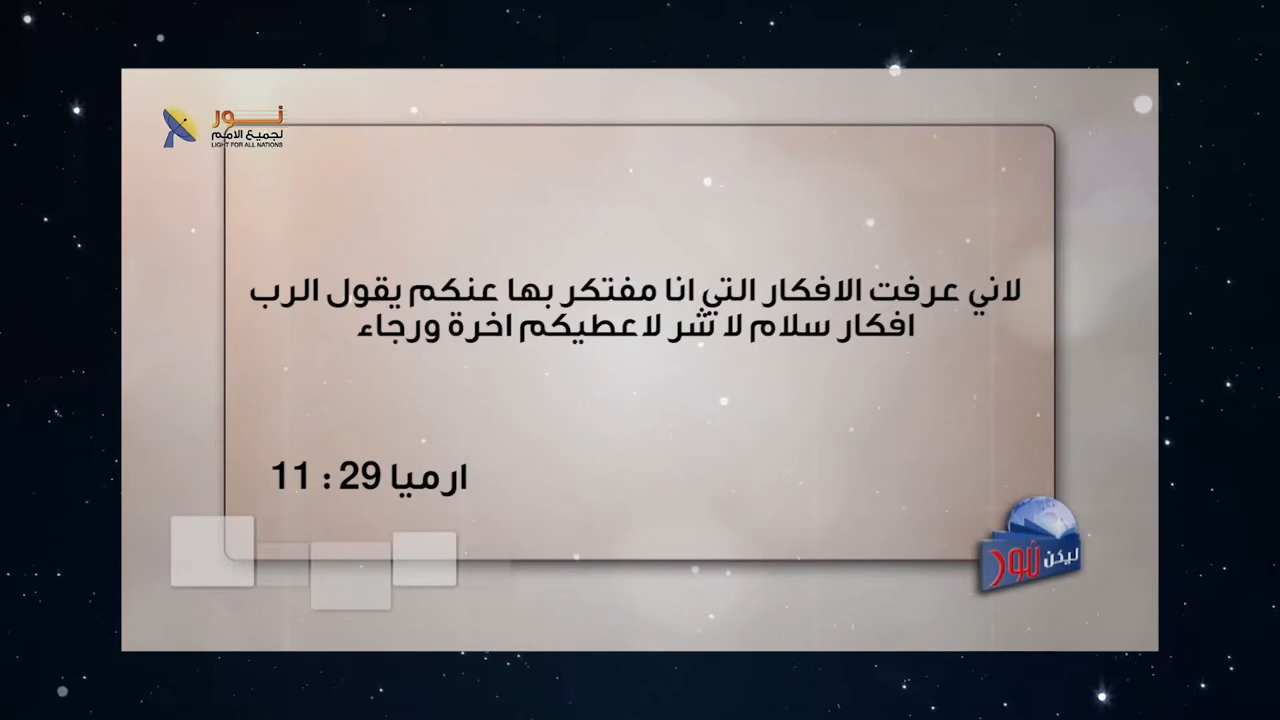 نور
لجميع الامم
LIGHT FOR ALL NATIONS
لاني عرفت الافكار التي انا مفتكر بها عنكم يقول الرب
افكار سلام لا شر لاعطيكم اخرة ورجاء
ارميا 29 : 11
ليكن نور